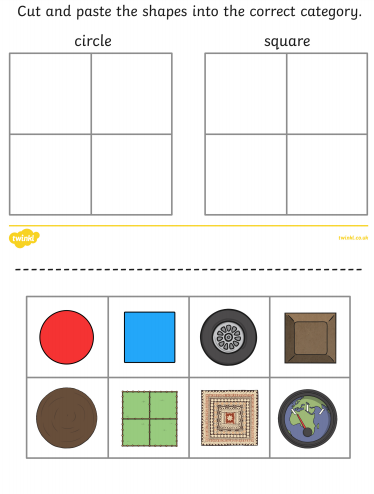 Cut and paste the shapes into the correct category.
circle
square
twinkl
twinkl.co.uk